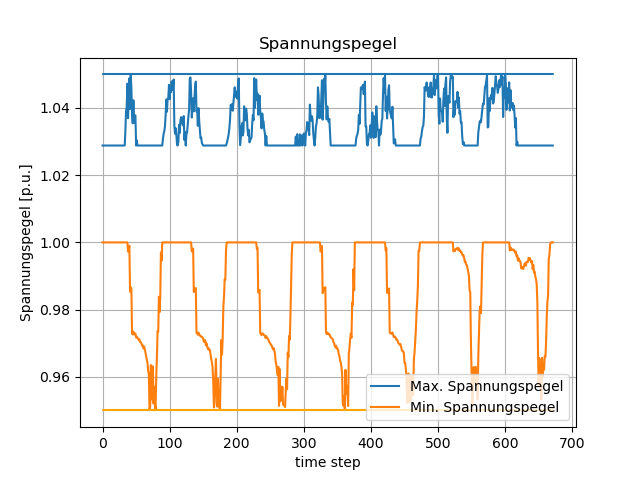 Spannungspegel
Spannungspegel [p.u.]
1.04
1.02
1.00
0.98
0.96
0 100 200 300 400 500 600 700
time step
Max. Spannungspegel
Min. Spannungspegel